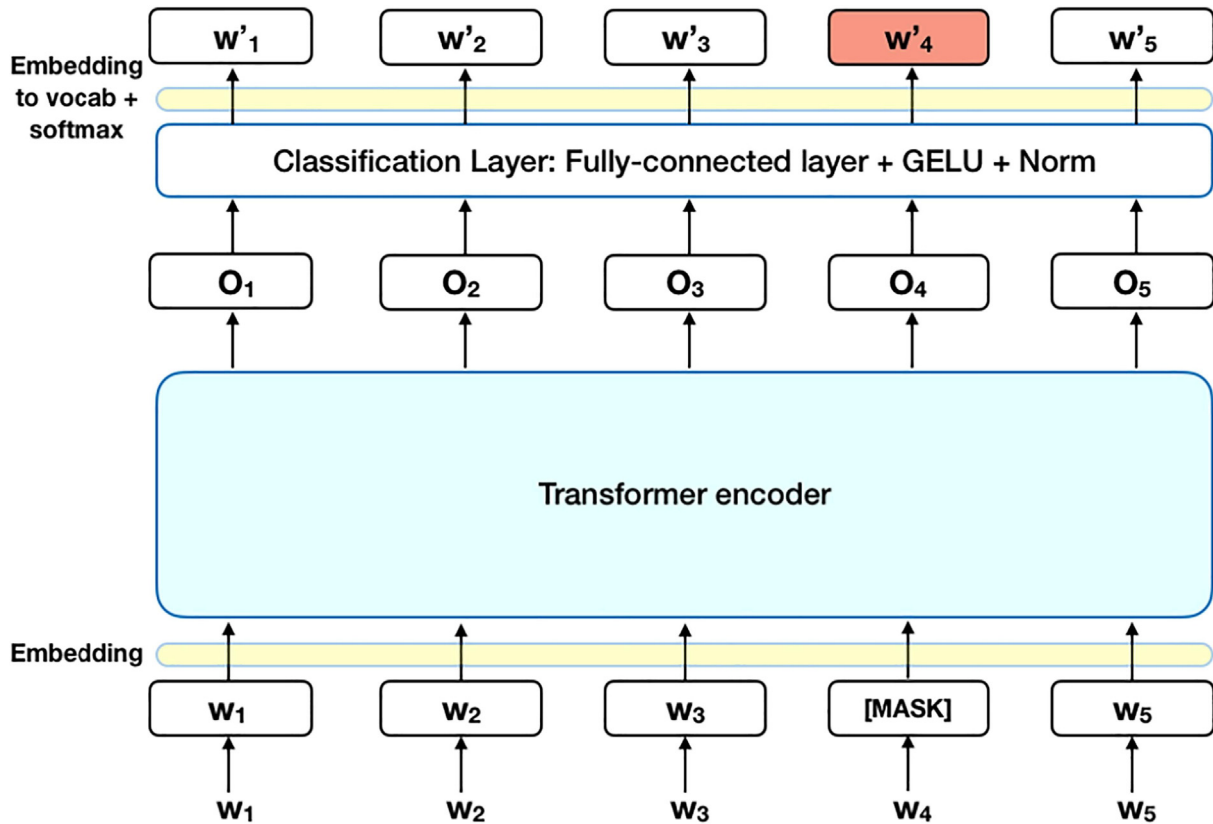 w’₁ w’₂ w’₃ w’₄ w’₅
Embedding
to vocab +
softmax
Classification Layer: Fully-connected layer + GELU + Norm
O₁ O₂ O₃ O₄ O₅
Transformer encoder
Embedding
W₁ W₂ W₃ [MASK] W₅
W₁ W₂ W₃ W₄ W₅